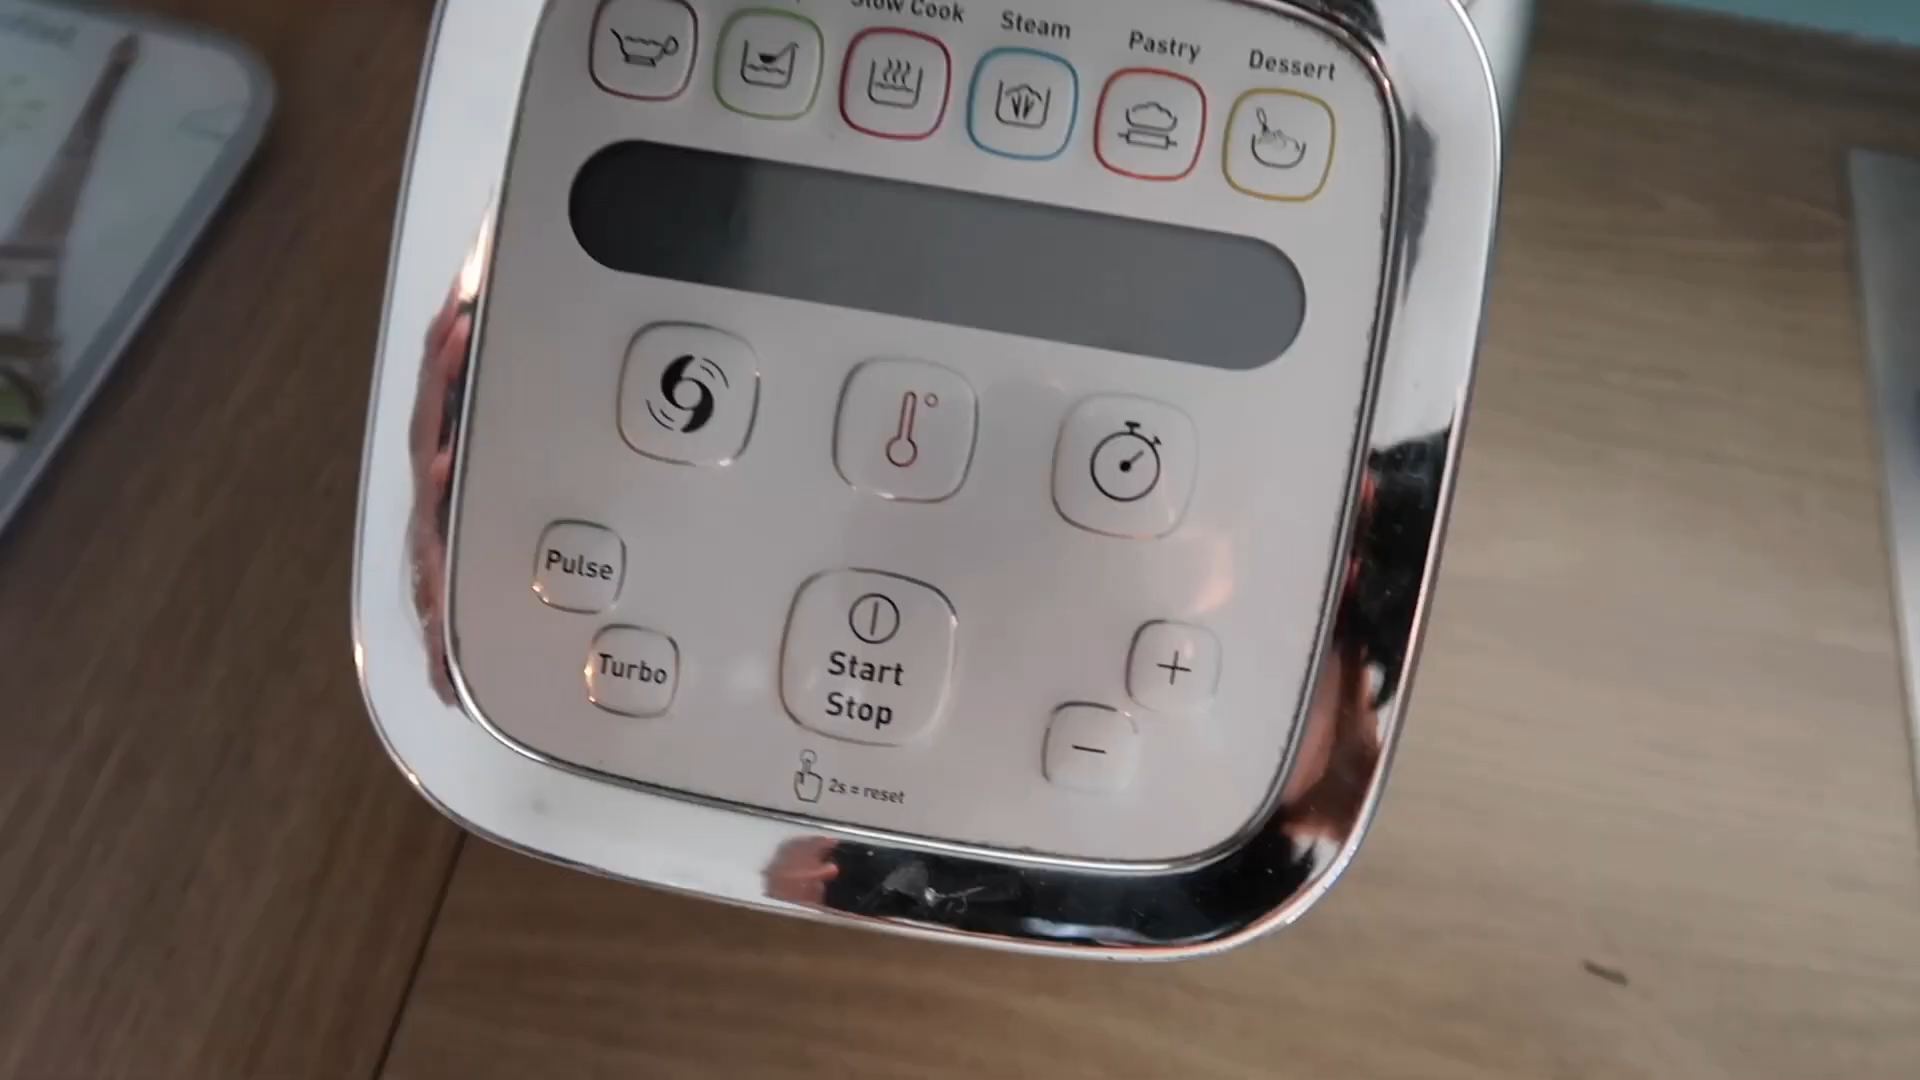 Slow Cook
Steam
Pastry
Dessert
Pulse
Turbo
Start
Stop
+
−
2s = reset